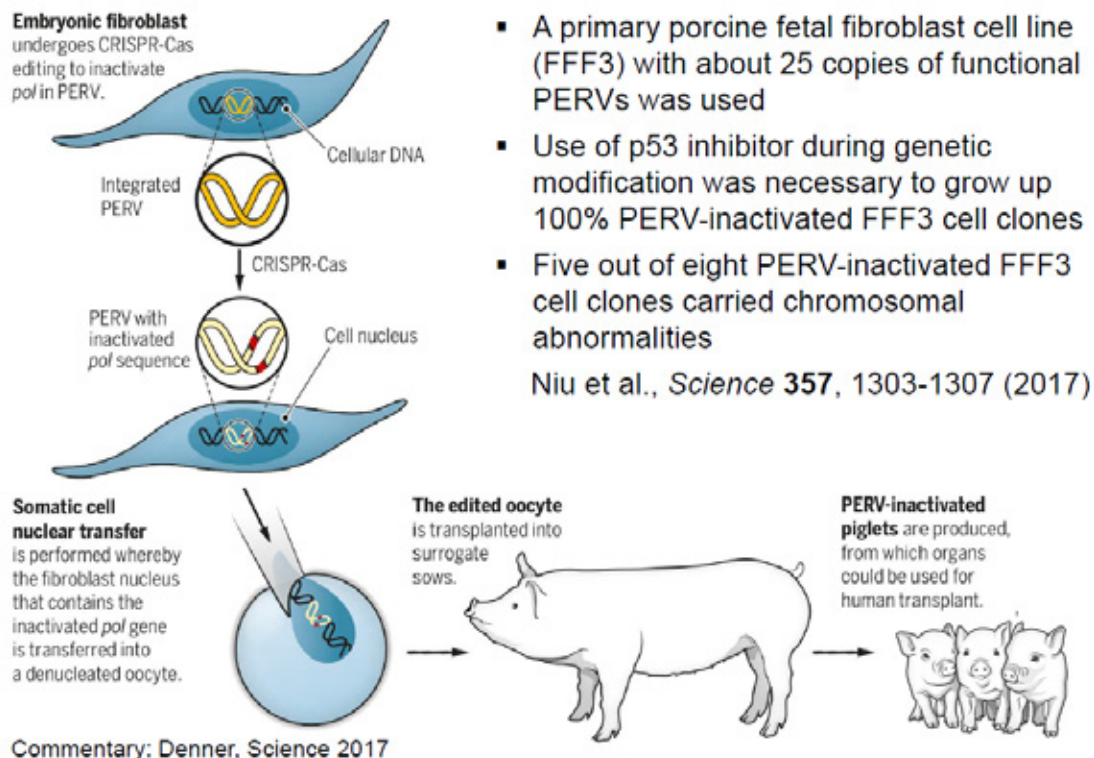 Embryonic fibroblast
undergoes CRISPR-Cas
editing to inactivate
pol in PERV.
Cellular DNA
Integrated
PERV
CRISPR-Cas
PERV with
inactivated
pol sequence
Cell nucleus
▪ A primary porcine fetal fibroblast cell line
(FFF3) with about 25 copies of functional
PERVs was used
▪ Use of p53 inhibitor during genetic
modification was necessary to grow up
100% PERV-inactivated FFF3 cell clones
▪ Five out of eight PERV-inactivated FFF3
cell clones carried chromosomal
abnormalities
Niu et al., Science 357, 1303-1307 (2017)
Somatic cell
nuclear transfer
is performed whereby
the fibroblast nucleus
that contains the
inactivated pol gene
is transferred into
a denucleated oocyte.
The edited oocyte
is transplanted into
surrogate
sows.
PERV-inactivated
piglets are produced,
from which organs
could be used for
human transplant.
Commentary: Denner, Science 2017